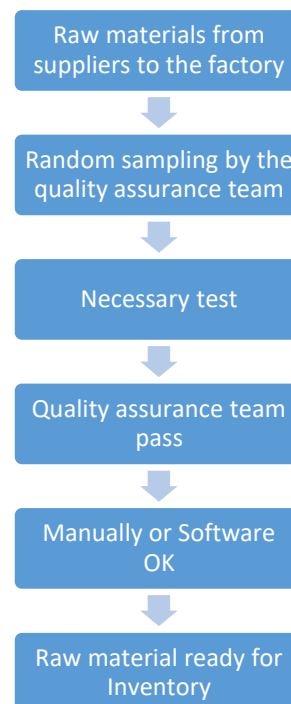 Raw materials from
suppliers to the factory
Random sampling by the
quality assurance team
Necessary test
Quality assurance team
pass
Manually or Software
OK
Raw material ready for
Inventory